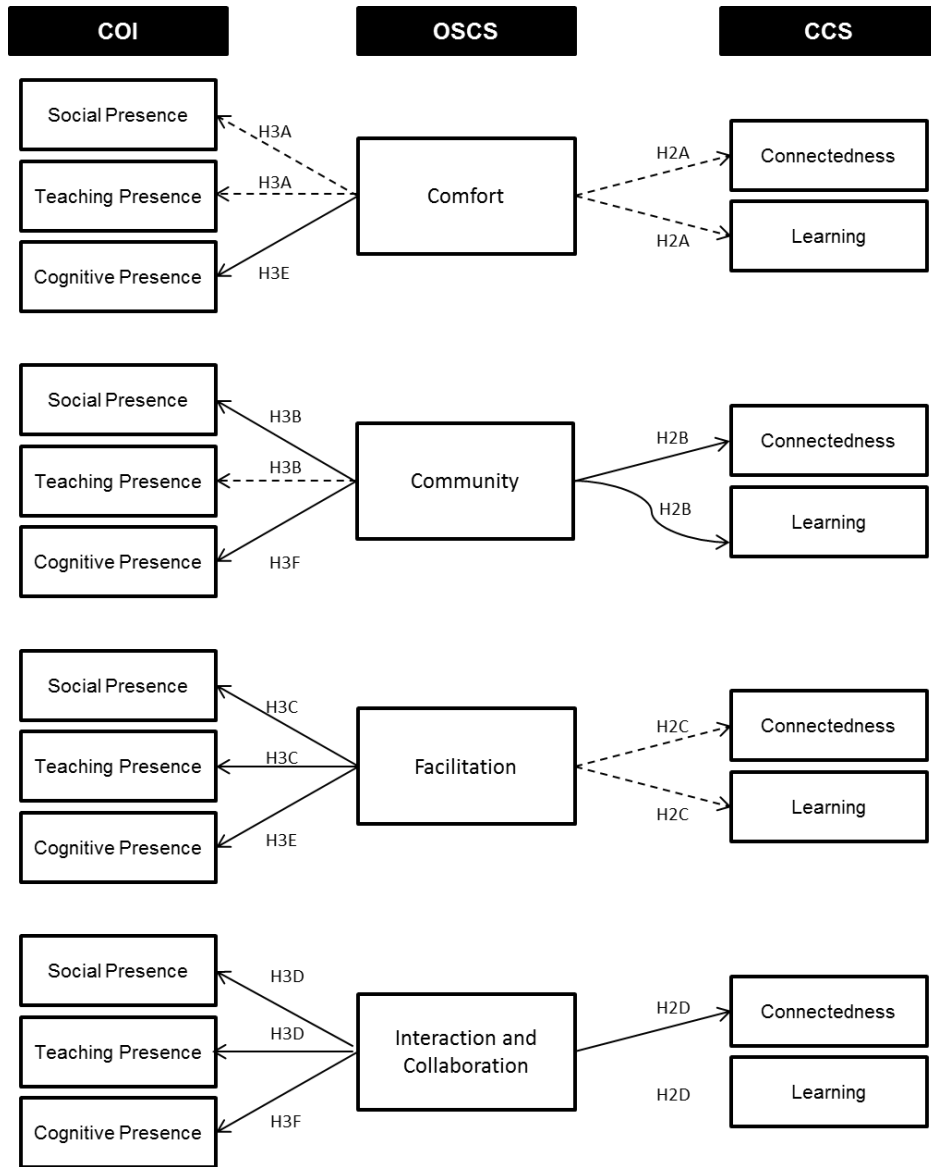 COI
OSCS
CCS
Social Presence
Teaching Presence
Cognitive Presence
H3A
H3A
H3E
Comfort
H2A
H2A
Connectedness
Learning
Social Presence
Teaching Presence
Cognitive Presence
H3B
H3B
H3F
Community
H2B
H2B
Connectedness
Learning
Social Presence
Teaching Presence
Cognitive Presence
H3C
H3C
H3E
Facilitation
H2C
H2C
Connectedness
Learning
Social Presence
Teaching Presence
Cognitive Presence
H3D
H3D
H3F
Interaction and
Collaboration
H2D
H2D
Connectedness
Learning